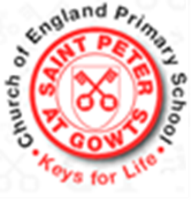 Church of England Primary School
SAINT PETER
AT GOWTS
• Keys for Life •